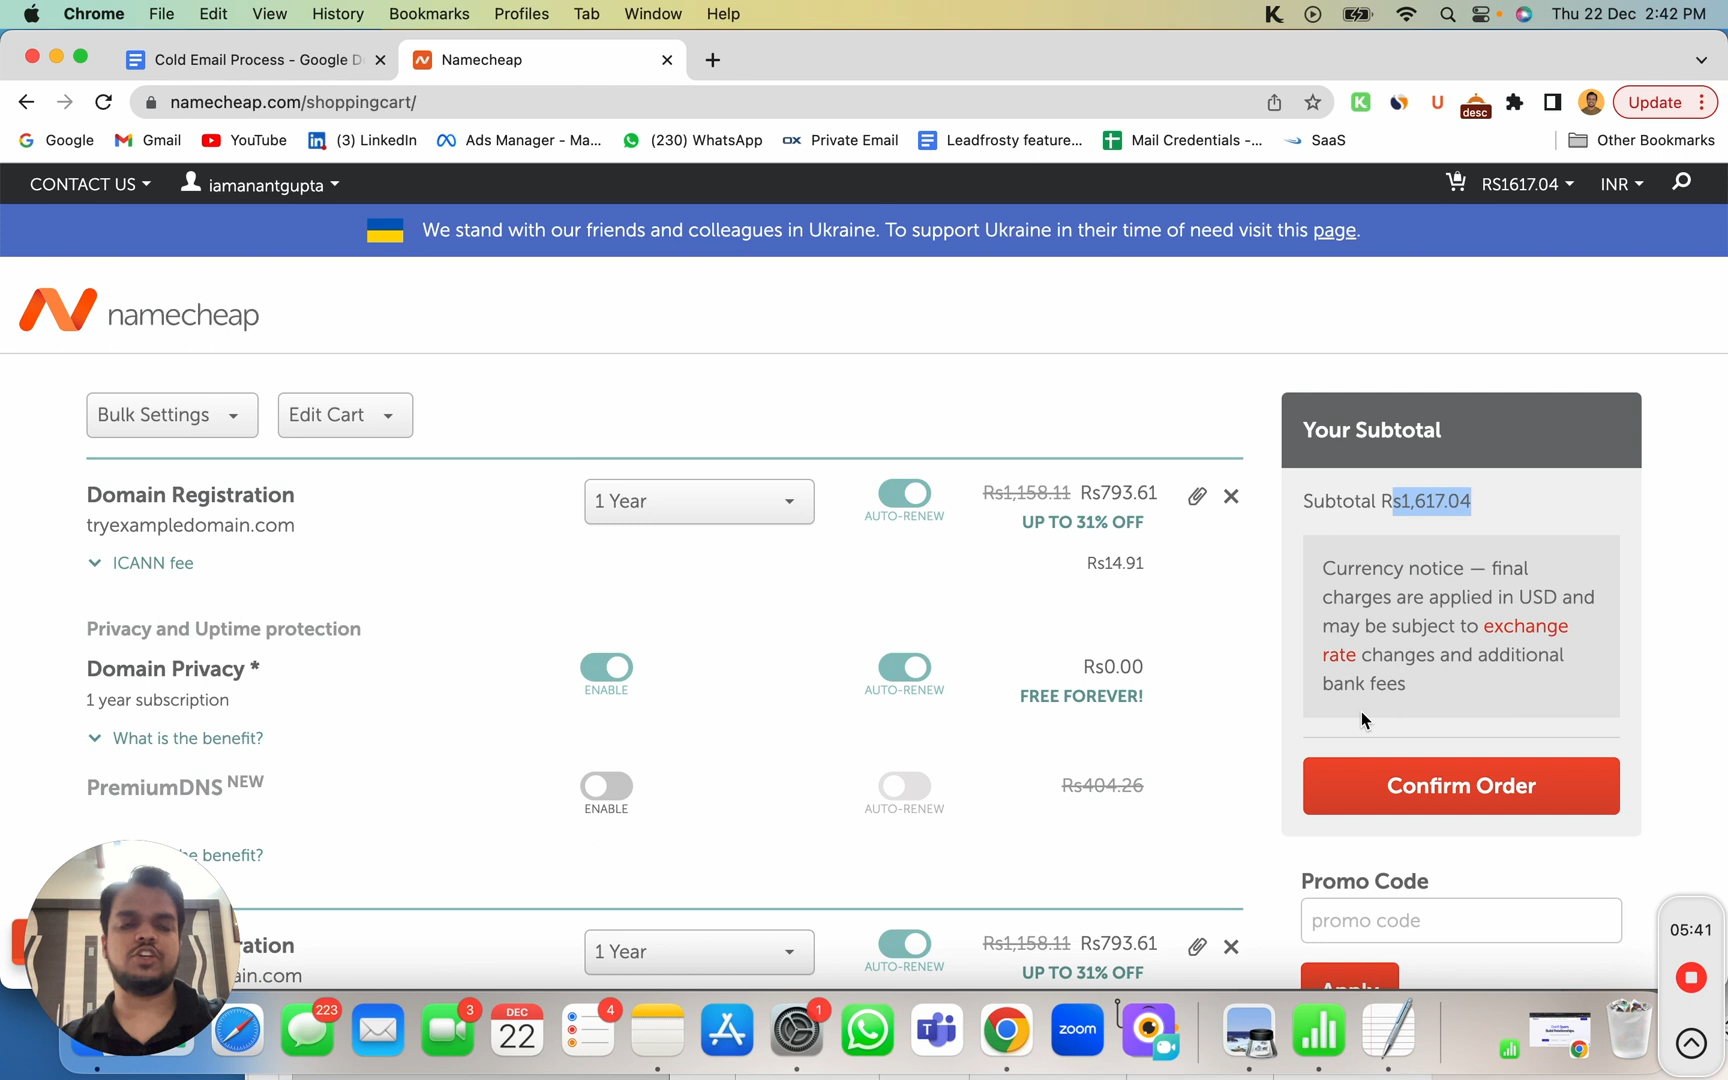 Chrome File Edit View History Bookmarks Profiles Tab Window Help
Thu 22 Dec 2:42 PM
Cold Email Process - Google D
Namecheap
namecheap.com/shoppingcart/
desc
Update
Google
Gmail
YouTube
(3) LinkedIn
Ads Manager - Ma...
(230) WhatsApp
Private Email
Leadfrosty feature...
Mail Credentials -...
SaaS
Other Bookmarks
CONTACT US
iamanantgupta
RS1617.04
INR
We stand with our friends and colleagues in Ukraine. To support Ukraine in their time of need visit this page.
namecheap
Bulk Settings
Edit Cart
Domain Registration
tryexampledomain.com
1 Year
AUTO-RENEW
Rs1,158.11 Rs793.61
UP TO 31% OFF
ICANN fee
Rs14.91
Privacy and Uptime protection
Domain Privacy *
1 year subscription
ENABLE
AUTO-RENEW
Rs0.00
FREE FOREVER!
What is the benefit?
PremiumDNS NEW
ENABLE
AUTO-RENEW
Rs404.26
e benefit?
ration
ain.com
1 Year
AUTO-RENEW
Rs1,158.11 Rs793.61
UP TO 31% OFF
Your Subtotal
Subtotal Rs1,617.04
Currency notice — final
charges are applied in USD and
may be subject to exchange
rate changes and additional
bank fees
Confirm Order
Promo Code
promo code
Apply
05:41
223
3
DEC
22
4
1
zoom